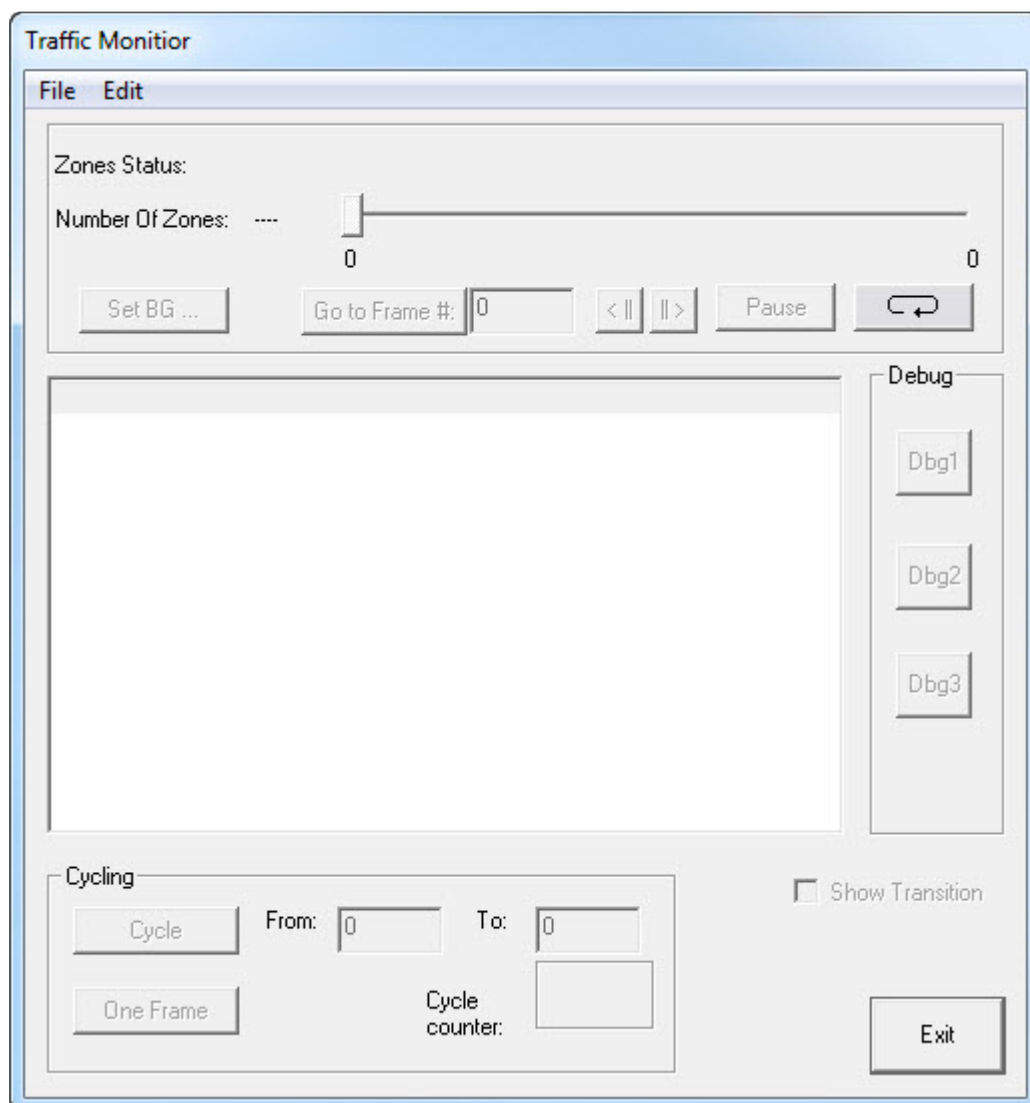 Traffic Monitior
File Edit
Zones Status:
Number Of Zones: ----
0 0
Set BG ... Go to Frame #: 0 < || || > Pause
Debug
Dbg1
Dbg2
Dbg3
Cycling
Show Transition
Cycle From: 0 To: 0
One Frame Cycle
counter:
Exit